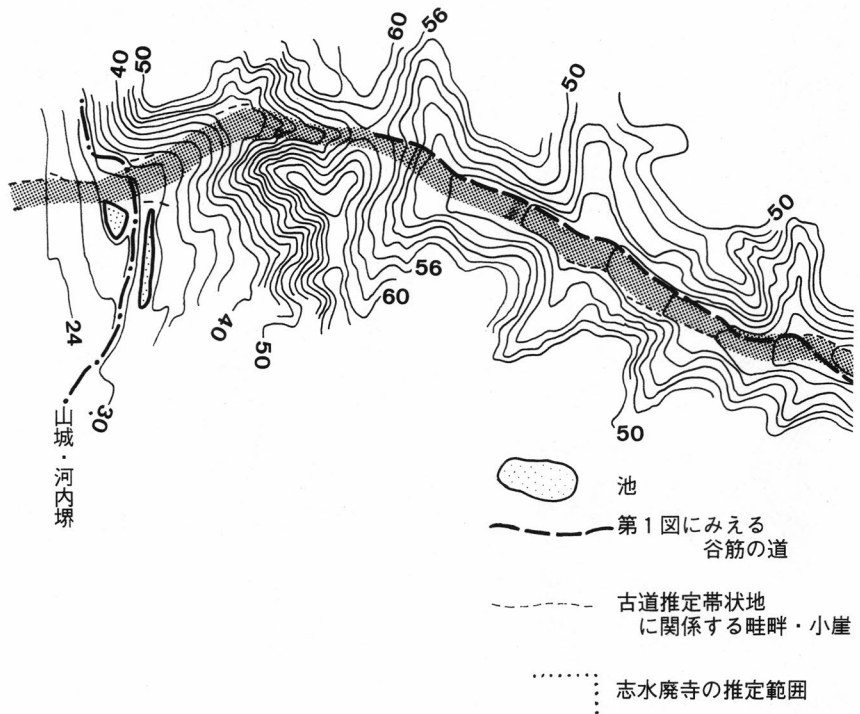 60
56
50
40
50
50
56
60
24
40
50
30
50
山城・河内堺
池
第1図にみえる
谷筋の道
古道推定帯状地
に関係する畦畔・小崖
志水廃寺の推定範囲